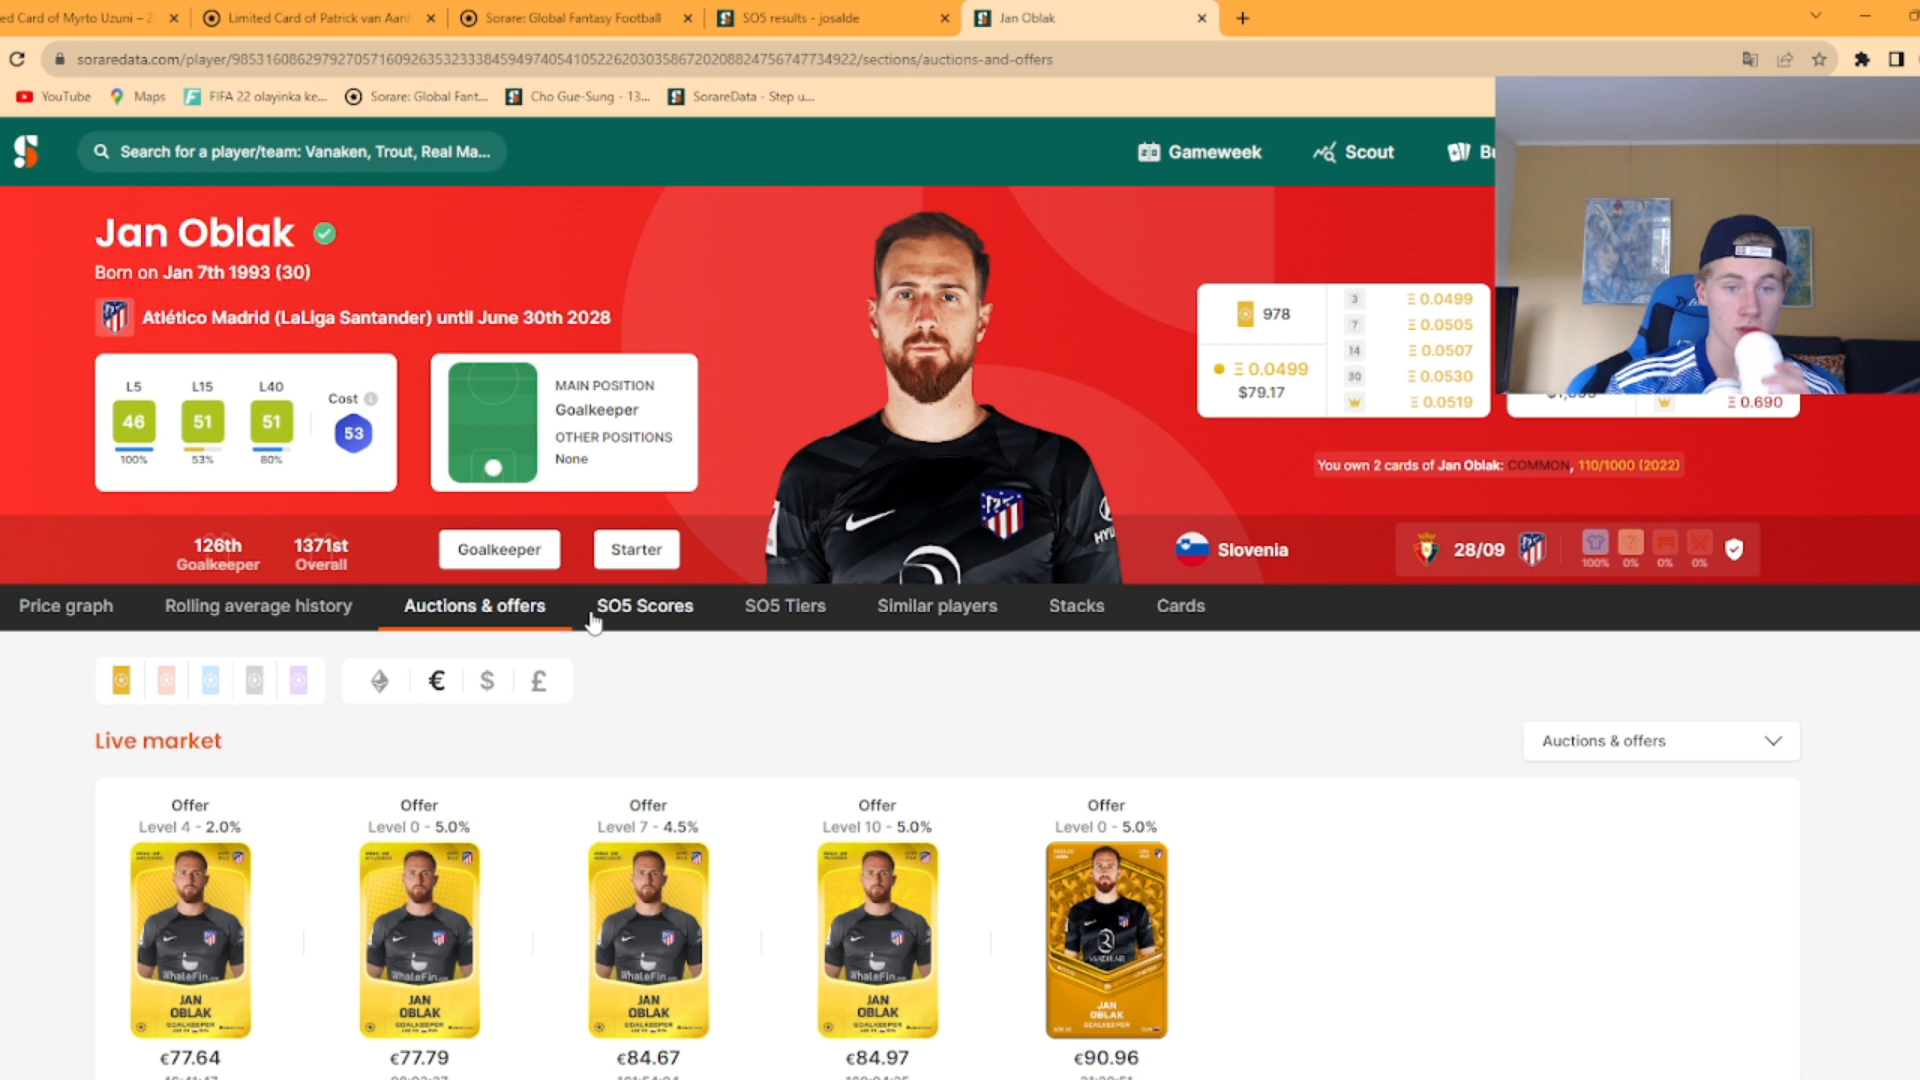 ed Card of Myrto Uzuni – 2
Limited Card of Patrick van Aanh
Sorare: Global Fantasy Football
SO5 results - josalde
Jan Oblak
soraredata.com/player/98531608629792705716092635323338459497405410522620303586720208824756747734922/sections/auctions-and-offers
YouTube
Maps
FIFA 22 olayinka ke...
Sorare: Global Fant...
Cho Gue-Sung - 13...
SorareData - Step u...
Search for a player/team: Vanaken, Trout, Real Ma...
Gameweek
Scout
Jan Oblak
Born on Jan 7th 1993 (30)
Atlético Madrid (LaLiga Santander) until June 30th 2028
L5 L15 L40 Cost
46 51 51 53
100% 53% 80%
MAIN POSITION
Goalkeeper
OTHER POSITIONS
None
978
Ξ 0.0499
$79.17
3 Ξ 0.0499
7 Ξ 0.0505
14 Ξ 0.0507
30 Ξ 0.0530
Ξ 0.0519
Ξ 0.690
You own 2 cards of Jan Oblak: COMMON, 110/1000 (2022)
126th
Goalkeeper
1371st
Overall
Goalkeeper
Starter
Slovenia
28/09
100% 0% 0% 0%
Price graph
Rolling average history
Auctions & offers
SO5 Scores
SO5 Tiers
Similar players
Stacks
Cards
€ $ £
Live market
Auctions & offers
Offer
Level 4 - 2.0%
WhaleFin
JAN
OBLAK
GOALKEEPER
€77.64
Offer
Level 0 - 5.0%
WhaleFin
JAN
OBLAK
GOALKEEPER
€77.79
Offer
Level 7 - 4.5%
WhaleFin
JAN
OBLAK
GOALKEEPER
€84.67
Offer
Level 10 - 5.0%
WhaleFin
JAN
OBLAK
GOALKEEPER
€84.97
Offer
Level 0 - 5.0%
JAN
OBLAK
GOALKEEPER
€90.96